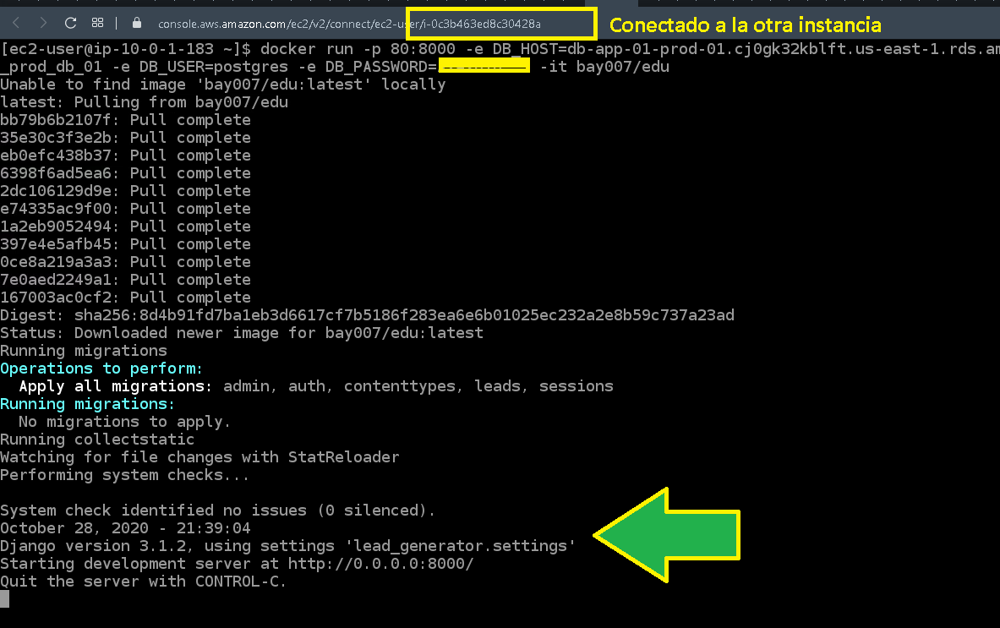 console.aws.amazon.com/ec2/v2/connect/ec2-user/i-0c3b463ed8c30428a
Conectado a la otra instancia
[ec2-user@ip-10-0-1-183 ~]$ docker run -p 80:8000 -e DB_HOST=db-app-01-prod-01.cj0gk32kblft.us-east-1.rds.am
_prod_db_01 -e DB_USER=postgres -e DB_PASSWORD= -it bay007/edu
Unable to find image 'bay007/edu:latest' locally
latest: Pulling from bay007/edu
bb79b6b2107f: Pull complete
35e30c3f3e2b: Pull complete
eb0efc438b37: Pull complete
6398f6ad5ea6: Pull complete
2dc106129d9e: Pull complete
e74335ac9f00: Pull complete
1a2eb9052494: Pull complete
397e4e5afb45: Pull complete
0ce8a219a3a3: Pull complete
7e0aed2249a1: Pull complete
167003ac0cf2: Pull complete
Digest: sha256:8d4b91fd7ba1eb3d6617cf7b5186f283ea6e6b01025ec232a2e8b59c737a23ad
Status: Downloaded newer image for bay007/edu:latest
Running migrations
Operations to perform:
Apply all migrations: admin, auth, contenttypes, leads, sessions
Running migrations:
No migrations to apply.
Running collectstatic
Watching for file changes with StatReloader
Performing system checks...
System check identified no issues (0 silenced).
October 28, 2020 - 21:39:04
Django version 3.1.2, using settings 'lead_generator.settings'
Starting development server at http://0.0.0.0:8000/
Quit the server with CONTROL-C.